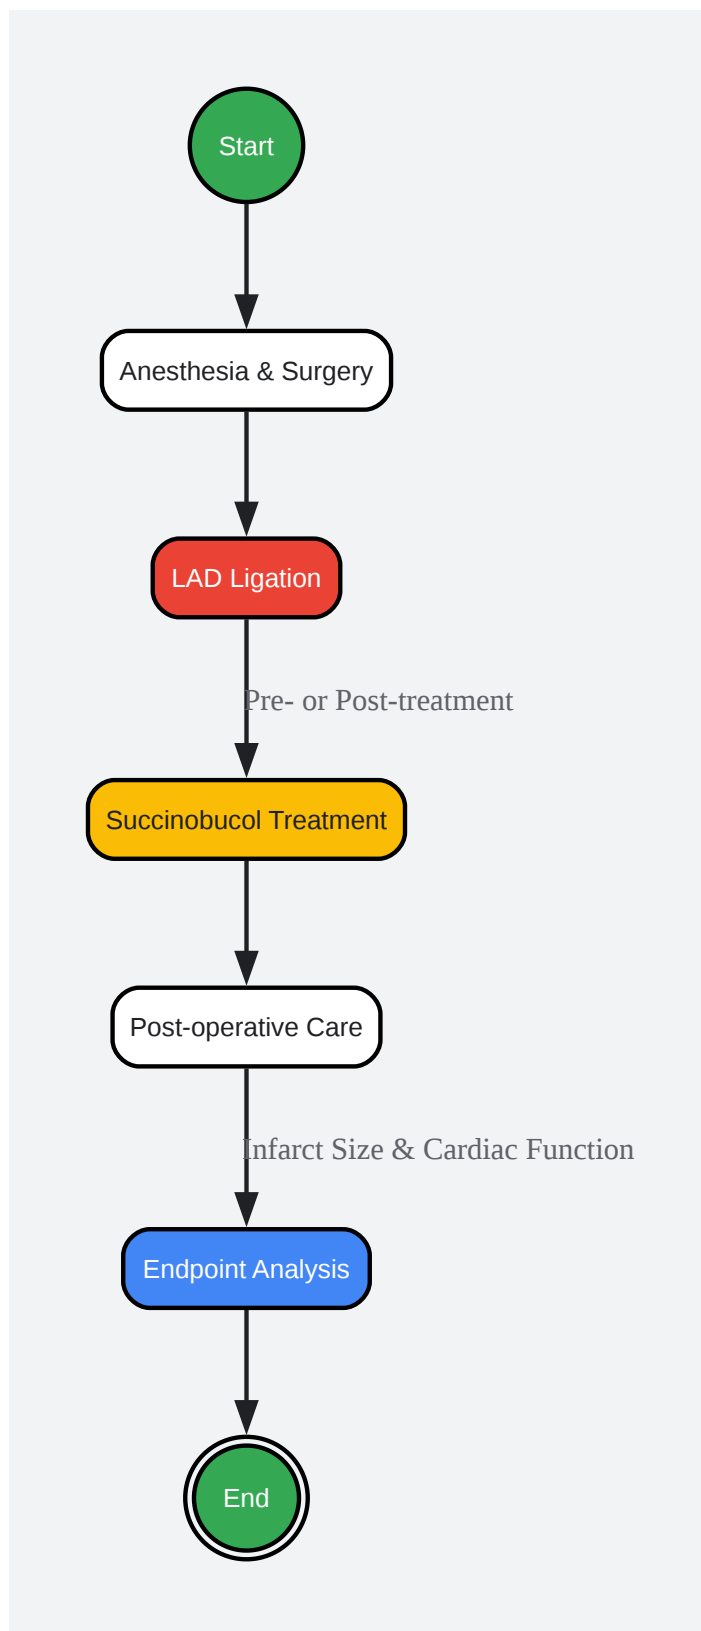 Start
Anesthesia & Surgery
LAD Ligation
Pre- or Post-treatment
Succinobucol Treatment
Post-operative Care
Infarct Size & Cardiac Function
Endpoint Analysis
End